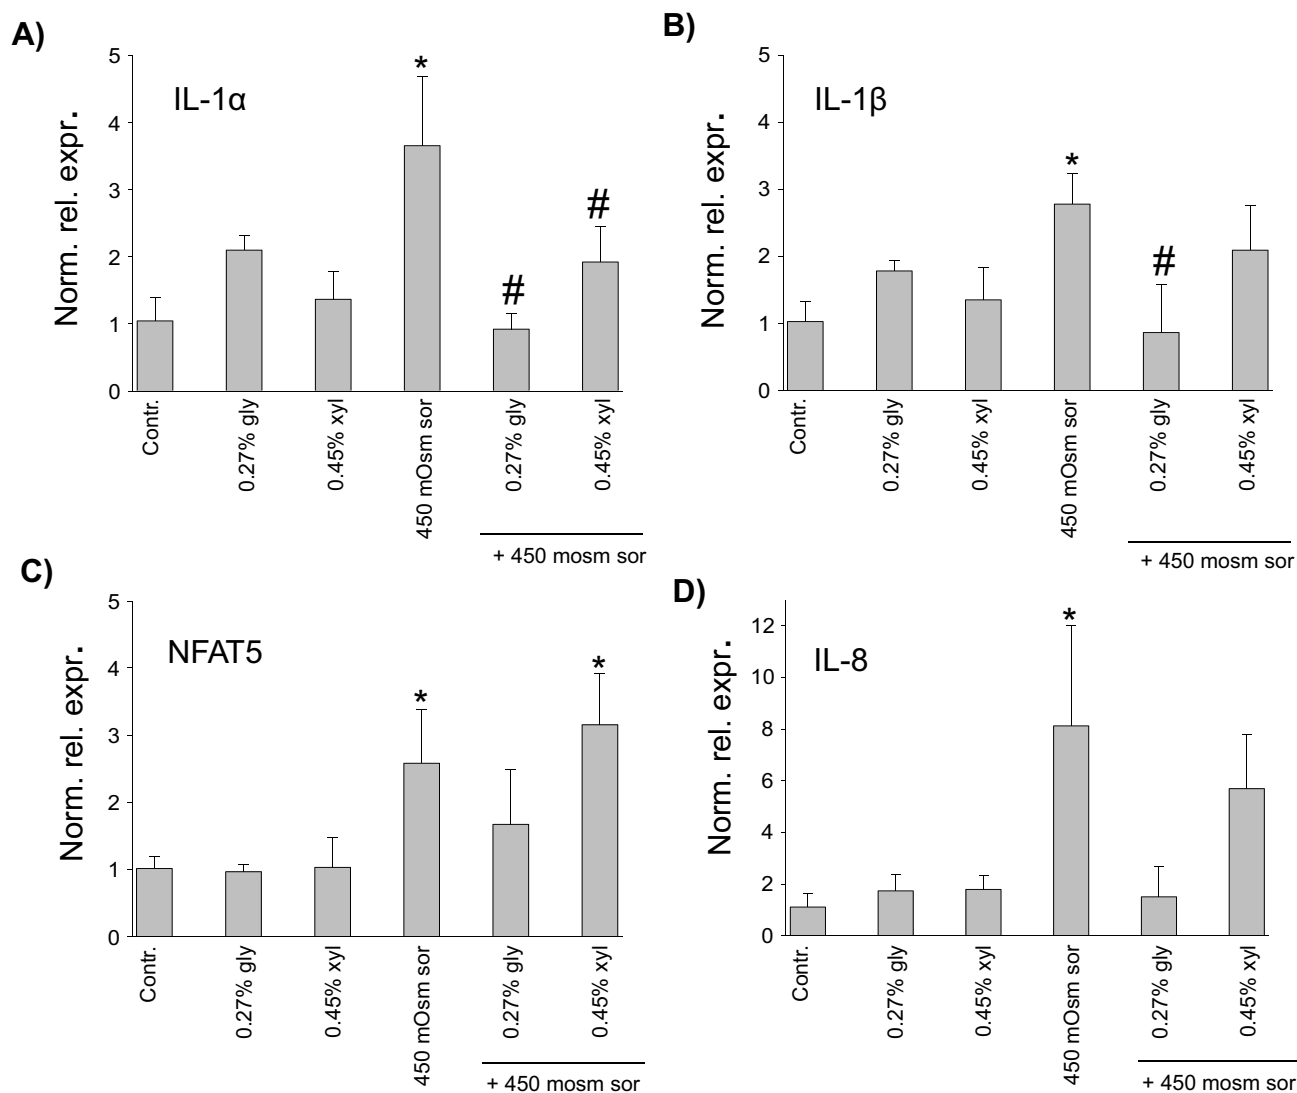 A)
5
4
3
2
1
0
Norm. rel. expr.
IL-1α
*
#
#
Contr.
0.27% gly
0.45% xyl
450 mOsm sor
0.27% gly
0.45% xyl
+ 450 mosm sor
B)
5
4
3
2
1
0
Norm. rel. expr.
IL-1β
*
#
Contr.
0.27% gly
0.45% xyl
450 mOsm sor
0.27% gly
0.45% xyl
+ 450 mosm sor
C)
5
4
3
2
1
0
Norm. rel. expr.
NFAT5
*
*
Contr.
0.27% gly
0.45% xyl
450 mOsm sor
0.27% gly
0.45% xyl
+ 450 mosm sor
D)
12
10
8
6
4
2
0
Norm. rel. expr.
IL-8
*
Contr.
0.27% gly
0.45% xyl
450 mOsm sor
0.27% gly
0.45% xyl
+ 450 mosm sor